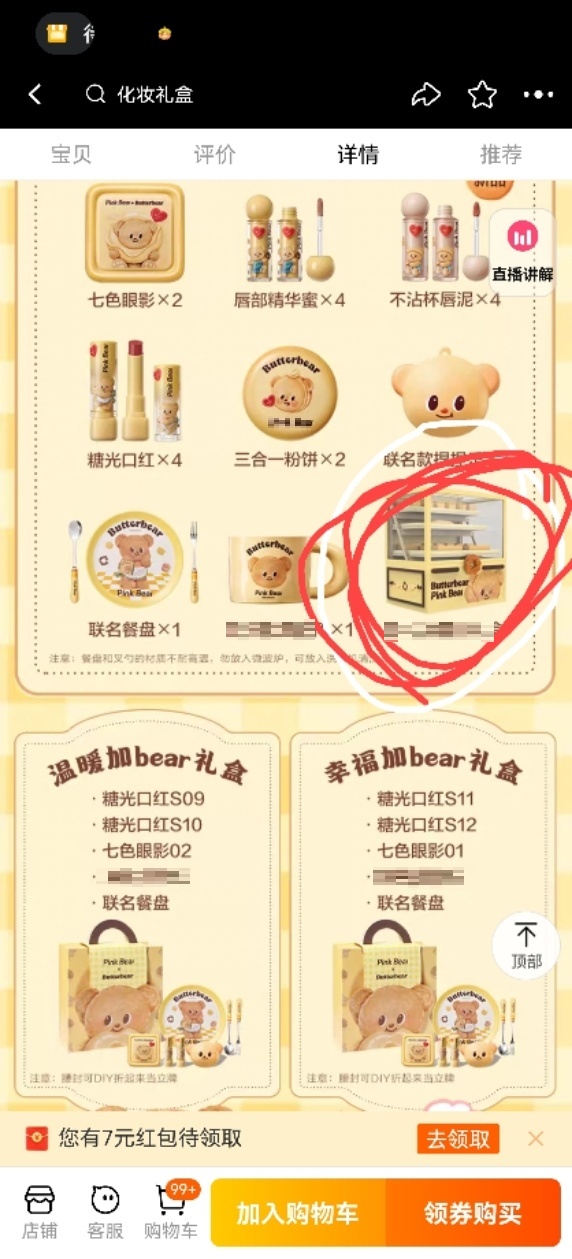 化妆礼盒
宝贝 评价 详情 推荐
直播讲解
七色眼影×2 唇部精华蜜×4 不沾杯唇泥×4
Butterbear
糖光口红×4 三合一粉饼×2 联名款
Butterbear
Pink Bear
Butterbear
Pink Bear
Butterbear
Pink Bear
联名餐盘×1 ×1
注意:餐盘和叉勺的材质不耐高温,勿放入微波炉,可放入洗
温暖加bear礼盒
·糖光口红S09
·糖光口红S10
·七色眼影02
·
·联名餐盘
Pink Bear
×
Butterbear
Butterbear
注意:腰封可DIY折起来当立牌
幸福加bear礼盒
·糖光口红S11
·糖光口红S12
·七色眼影01
·联名餐盘
Pink Bear
×
Butterbear
Butterbear
注意:腰封可DIY折起来当立牌
顶部
您有7元红包待领取 去领取
店铺 客服 购物车 99+ 加入购物车 领券购买